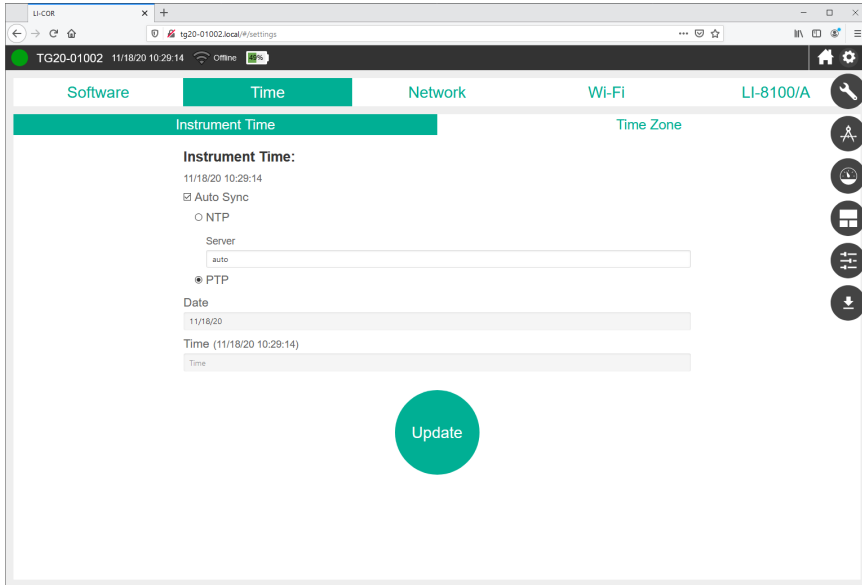 LI-COR
tg20-01002.local/#/settings
TG20-01002 11/18/20 10:29:14 Offline 49%
Software Time Network Wi-Fi LI-8100/A
Instrument Time Time Zone
Instrument Time:
11/18/20 10:29:14
Auto Sync
NTP
Server
auto
PTP
Date
11/18/20
Time (11/18/20 10:29:14)
Time
Update